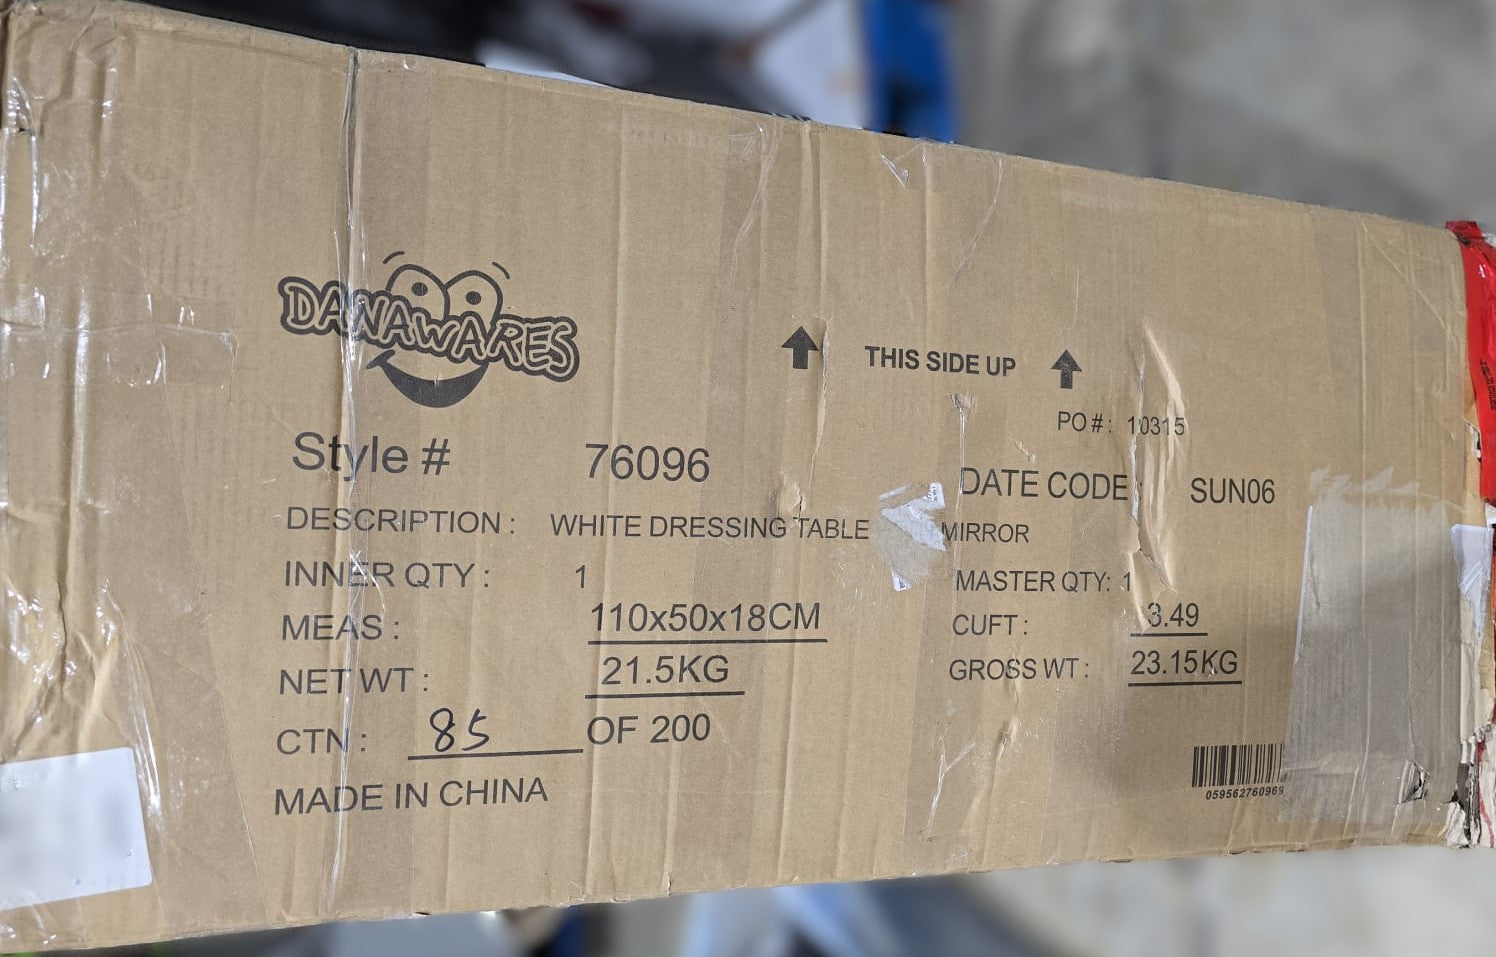 DANAWARES
THIS SIDE UP
PO #: 10315
Style # 76096
DATE CODE : SUN06
DESCRIPTION : WHITE DRESSING TABLE MIRROR
INNER QTY : 1
MASTER QTY: 1
MEAS : 110x50x18CM
CUFT : 3.49
NET WT : 21.5KG
GROSS WT : 23.15KG
CTN : 85 OF 200
MADE IN CHINA
059562760969